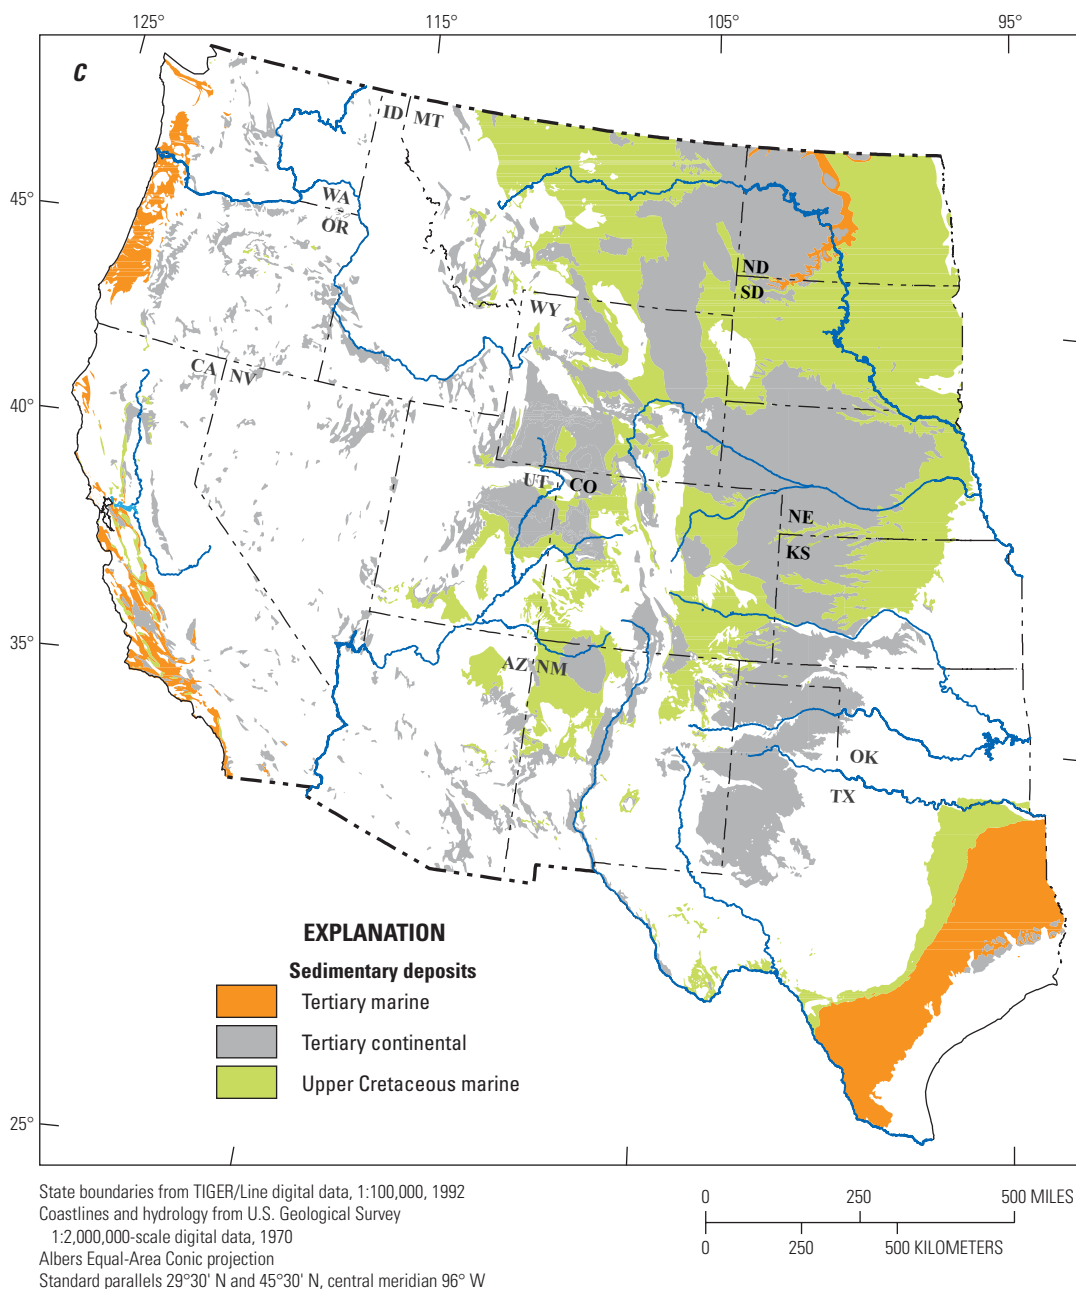 125°
115°
105°
95°
C
ID
MT
45°
WA
OR
ND
SD
WY
CA
NV
40°
UT
CO
NE
KS
35°
AZ
NM
OK
TX
EXPLANATION
Sedimentary deposits
Tertiary marine
Tertiary continental
Upper Cretaceous marine
25°
State boundaries from TIGER/Line digital data, 1:100,000, 1992
Coastlines and hydrology from U.S. Geological Survey
1:2,000,000-scale digital data, 1970
Albers Equal-Area Conic projection
Standard parallels 29°30' N and 45°30' N, central meridian 96° W
0 250 500 MILES
0 250 500 KILOMETERS